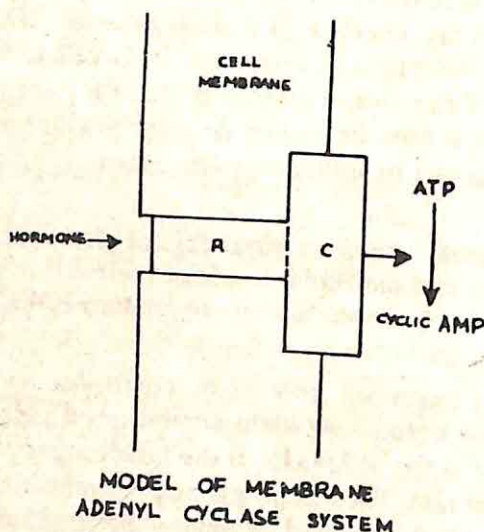 CELL
MEMBRANE
ATP
HORMONE
R
C
CYCLIC AMP
MODEL OF MEMBRANE
ADENYL CYCLASE SYSTEM